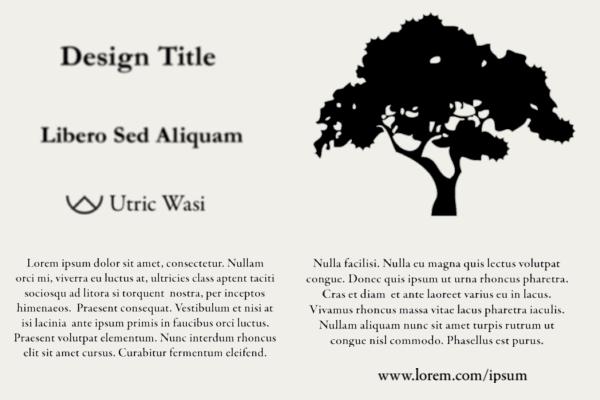 Design Title
Libero Sed Aliquam
Utric Wasi
Lorem ipsum dolor sit amet, consectetur. Nullam
orci mi, viverra eu luctus at, ultricies class aptent taciti
sociosqu ad litora si torquent nostra, per inceptos
himenaeos. Praesent consequat. Vestibulum et nisi at
isi lacinia ante ipsum primis in faucibus orci luctus.
Praesent volutpat elementum. Nunc interdum rhoncus
elit sit amet cursus. Curabitur fermentum eleifend.
Nulla facilisi. Nulla eu magna quis lectus volutpat
congue. Donec quis ipsum ut urna rhoncus pharetra.
Cras et diam et ante laoreet varius eu in lacus.
Vivamus rhoncus massa vitae lacus pharetra iaculis.
Nullam aliquam nunc sit amet turpis rutrum ut
congue nisl commodo. Phasellus est purus.
www.lorem.com/ipsum